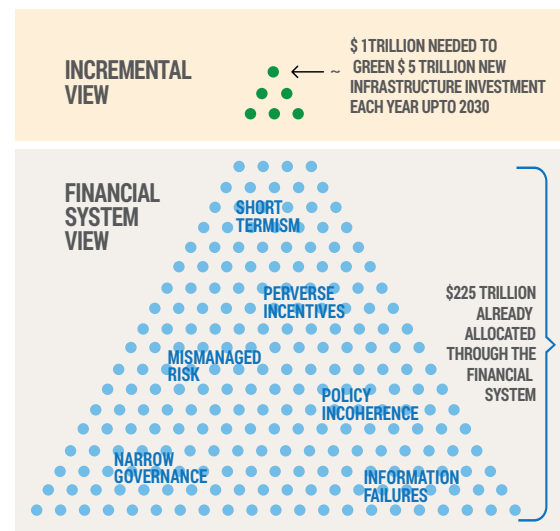 INCREMENTAL
VIEW
~
$ 1TRILLION NEEDED TO
GREEN $ 5 TRILLION NEW
INFRASTRUCTURE INVESTMENT
EACH YEAR UPTO 2030
FINANCIAL
SYSTEM
VIEW
SHORT
TERMISM
PERVERSE
INCENTIVES
MISMANAGED
RISK
POLICY
INCOHERENCE
NARROW
GOVERNANCE
INFORMATION
FAILURES
$225 TRILLION
ALREADY
ALLOCATED
THROUGH THE
FINANCIAL
SYSTEM